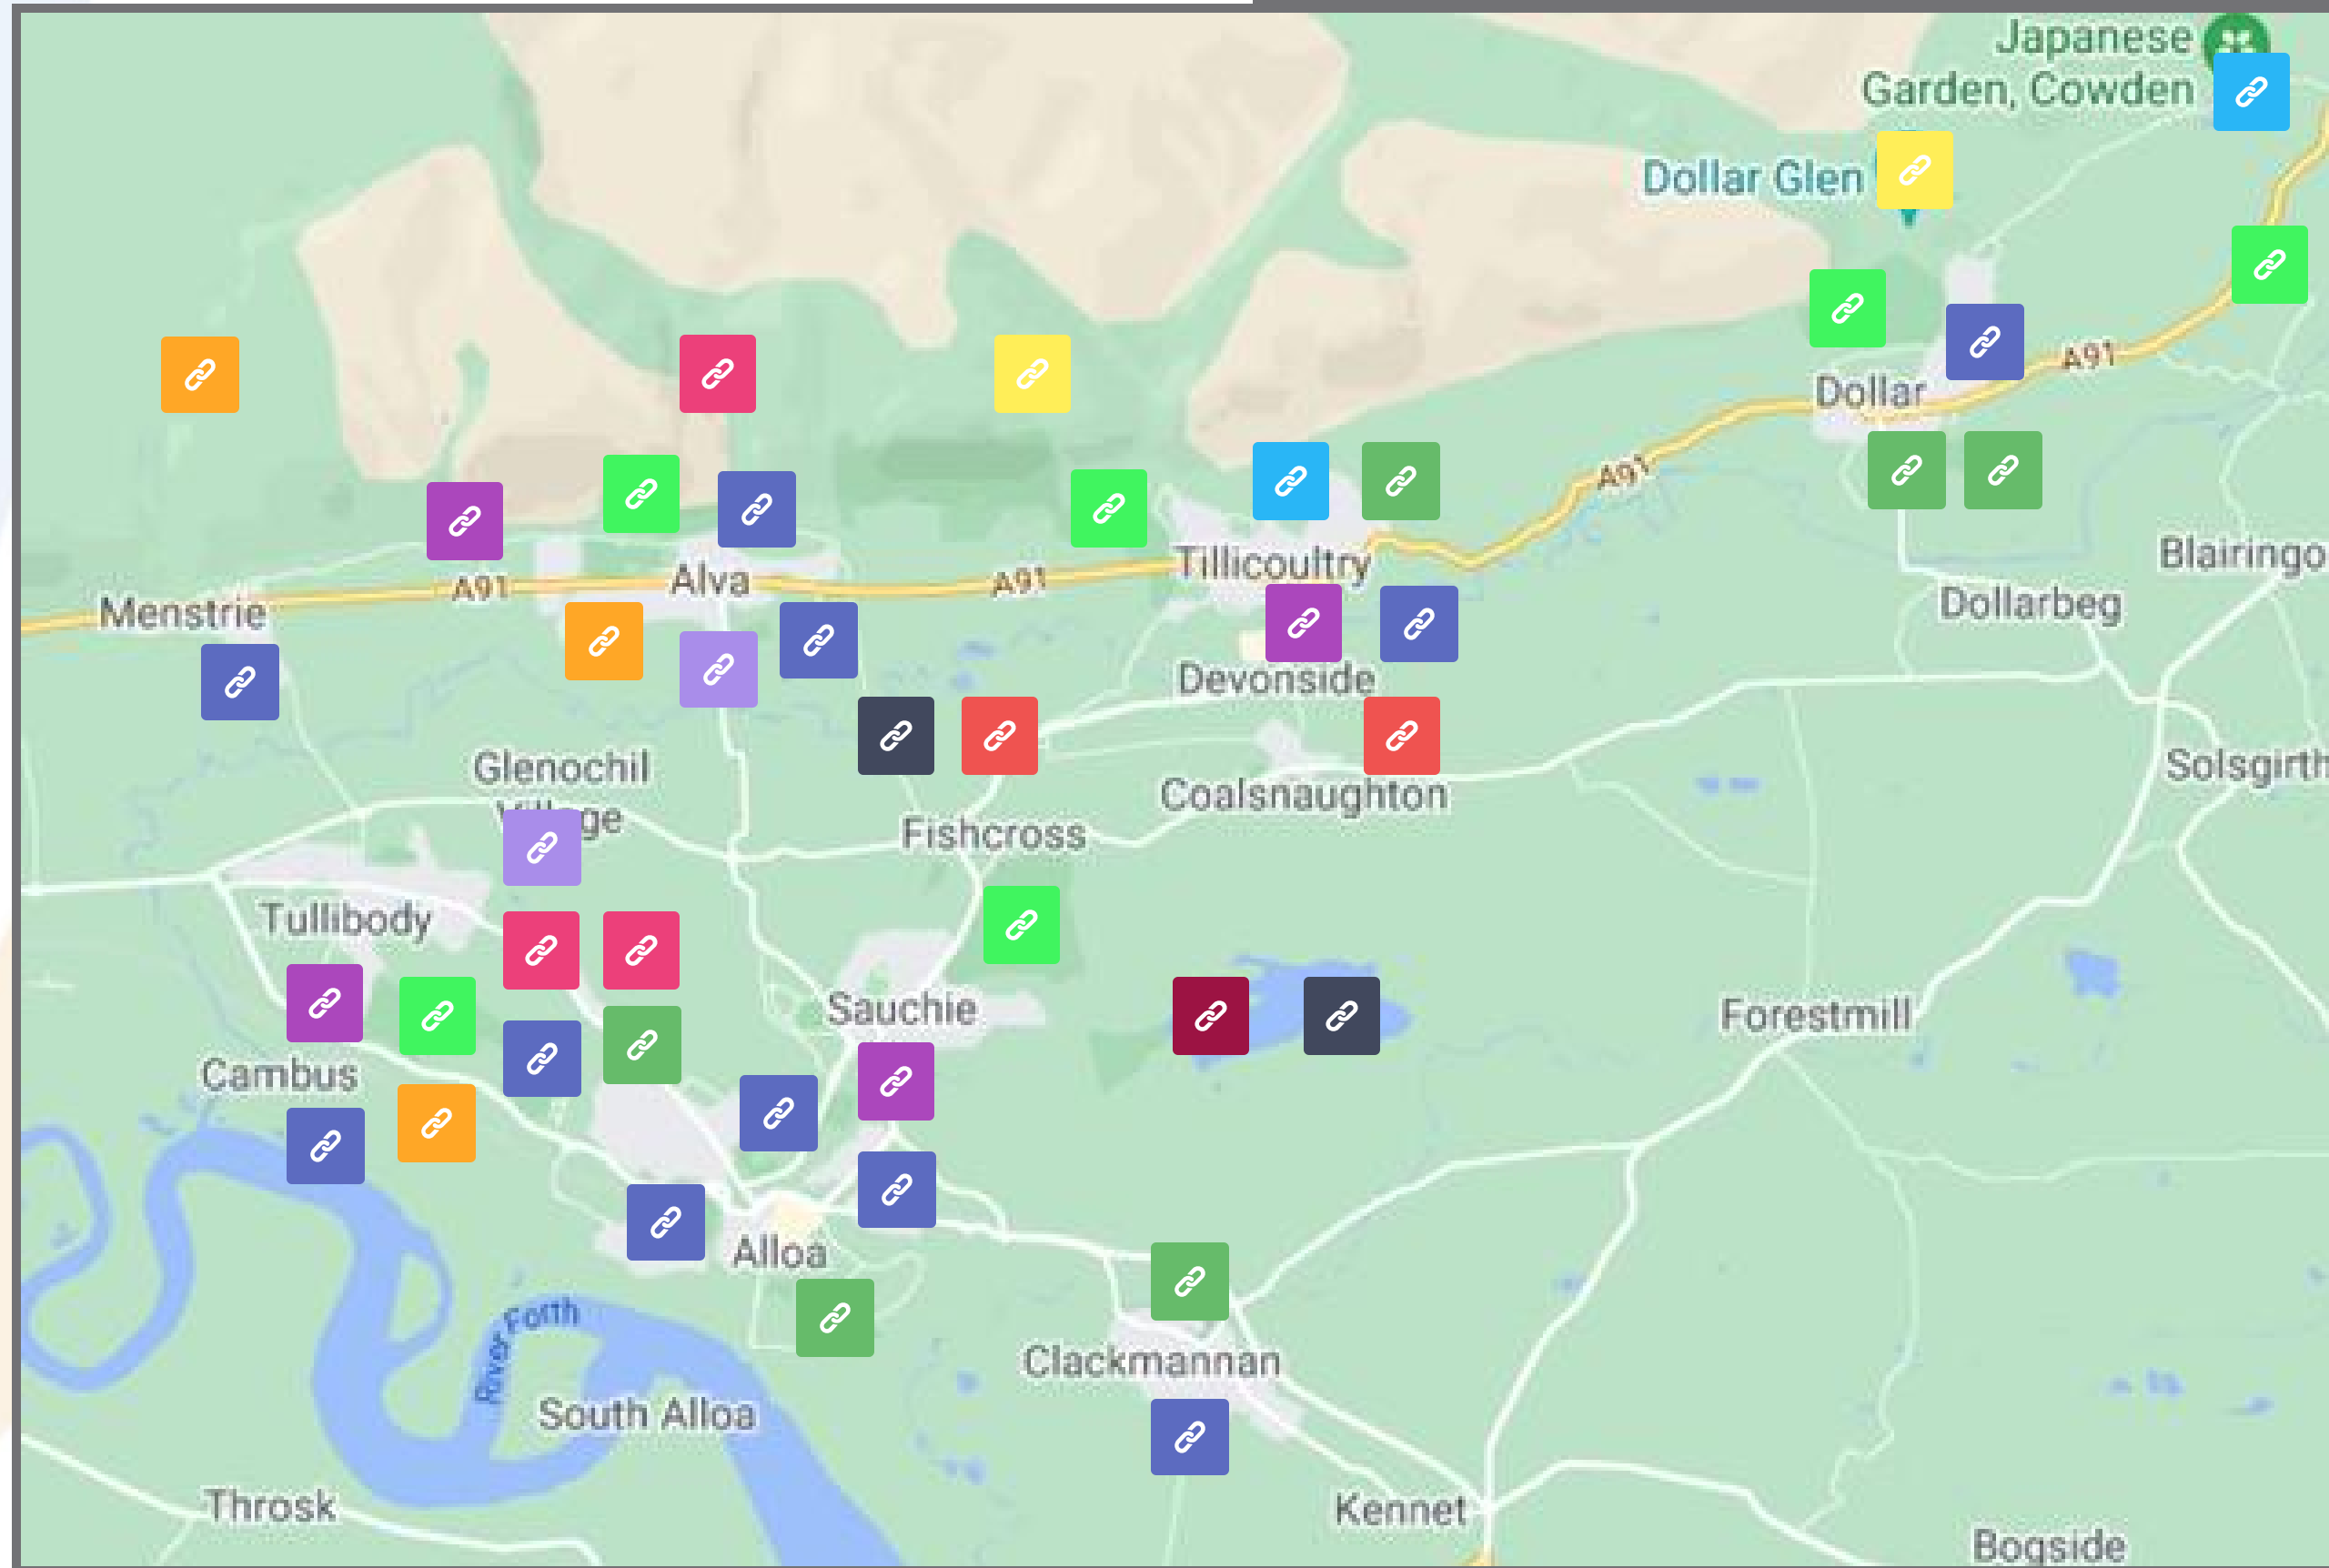 Japanese
Garden, Cowden
Dollar Glen
A91
Dollar
A91
Tillicoultry
Blairingo
Dollarbeg
A91
Alva
A91
Menstrie
Devonside
Glenochil
Coalsnaughton
Solsgirth
Fishcross
Tullibody
Sauchie
Forestmill
Cambus
Alloa
River Forth
Clackmannan
South Alloa
Throsk
Kennet
Bogside